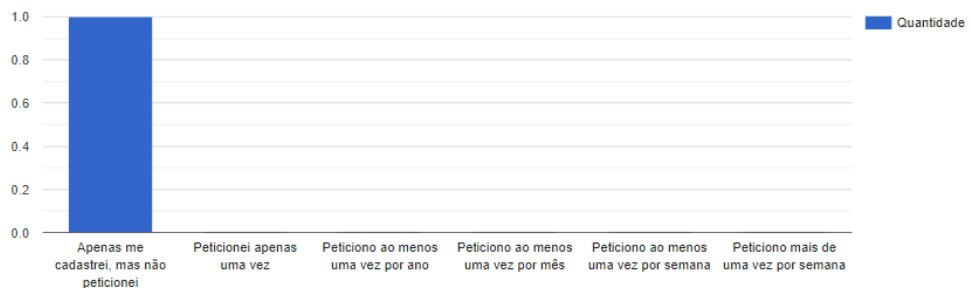 1.0
0.8
0.6
0.4
0.2
0.0
Quantidade
Apenas me
cadastrei, mas não
peticionei
Peticionei apenas
uma vez
Peticiono ao menos
uma vez por ano
Peticiono ao menos
uma vez por mês
Peticiono ao menos
uma vez por semana
Peticiono mais de
uma vez por semana